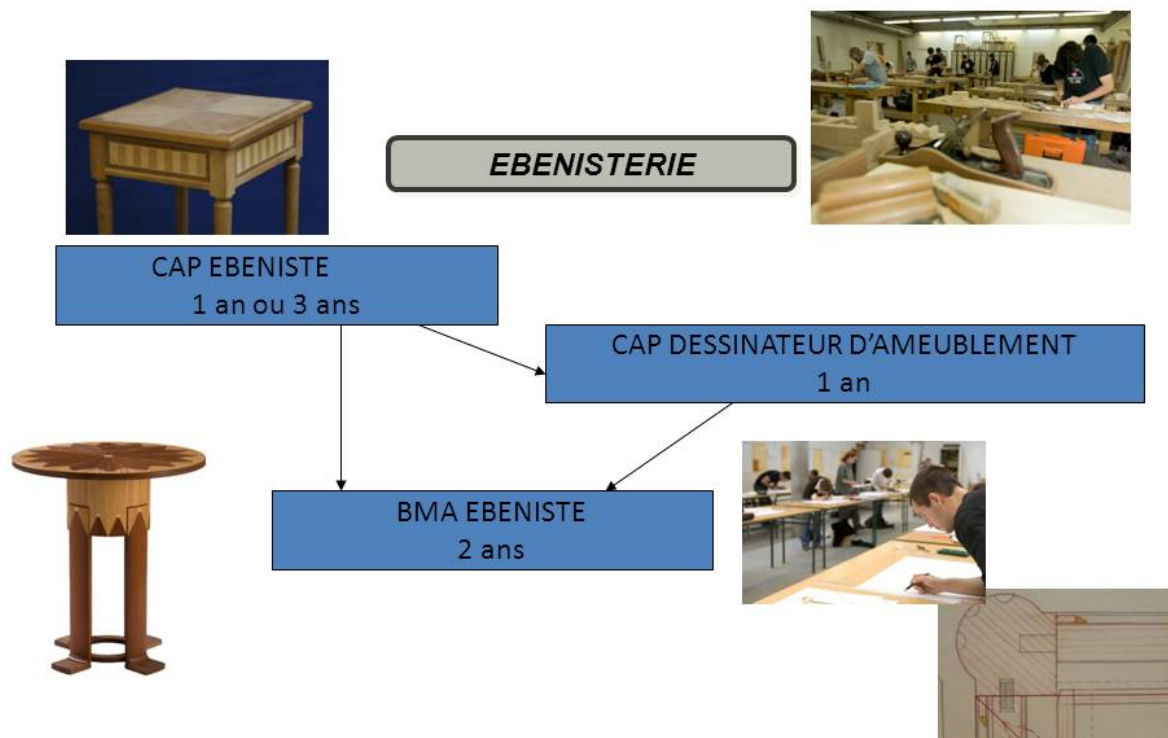 EBENISTERIE
CAP EBENISTE
1 an ou 3 ans
CAP DESSINATEUR D'AMEUBLEMENT
1 an
BMA EBENISTE
2 ans